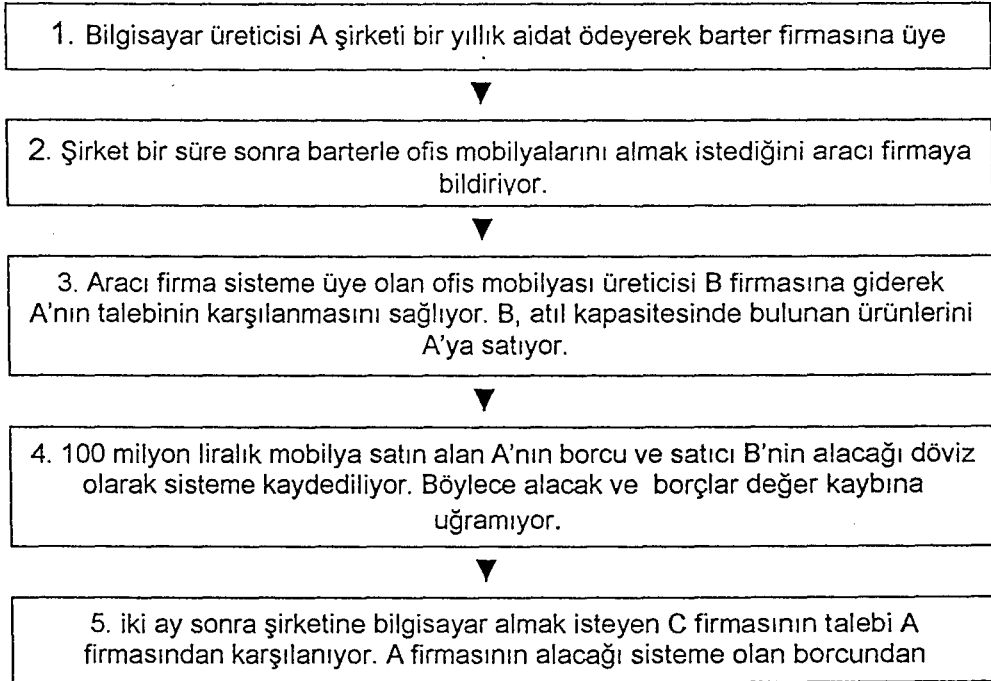 1. Bilgisayar üreticisi A şirketi bir yıllık aidat ödeyerek barter firmasına üye
2. Şirket bir süre sonra barterle ofis mobilyalarını almak istediğini aracı firmaya
bildiriyor.
3. Aracı firma sisteme üye olan ofis mobilyası üreticisi B firmasına giderek
A'nın talebinin karşılanmasını sağlıyor. B, atıl kapasitesinde bulunan ürünlerini
A'ya satıyor.
4. 100 milyon liralık mobilya satın alan A'nın borcu ve satıcı B'nin alacağı döviz
olarak sisteme kaydediliyor. Böylece alacak ve borçlar değer kaybına
uğramıyor.
5. iki ay sonra şirketine bilgisayar almak isteyen C firmasının talebi A
firmasından karşılanıyor. A firmasının alacağı sisteme olan borcundan